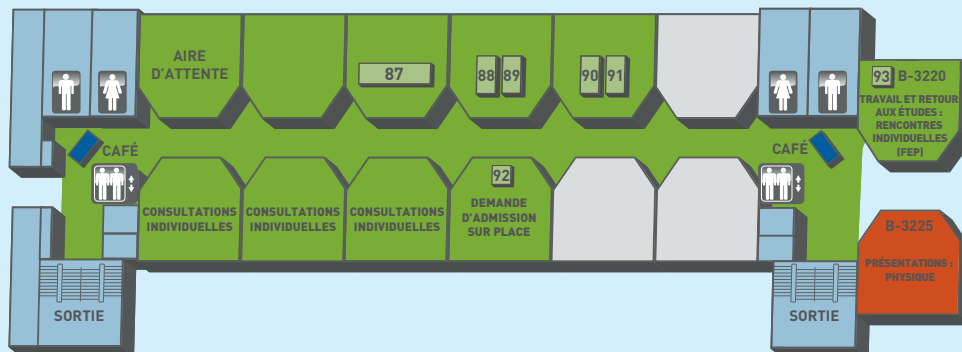 AIRE
D'ATTENTE
87
88
89
90
91
93 B-3220
TRAVAIL ET RETOUR
AUX ÉTUDES :
RENCONTRES
INDIVIDUELLES
(FEP)
CAFÉ
CAFÉ
CONSULTATIONS
INDIVIDUELLES
CONSULTATIONS
INDIVIDUELLES
CONSULTATIONS
INDIVIDUELLES
92
DEMANDE
D'ADMISSION
SUR PLACE
B-3225
PRÉSENTATIONS :
PHYSIQUE
SORTIE
SORTIE